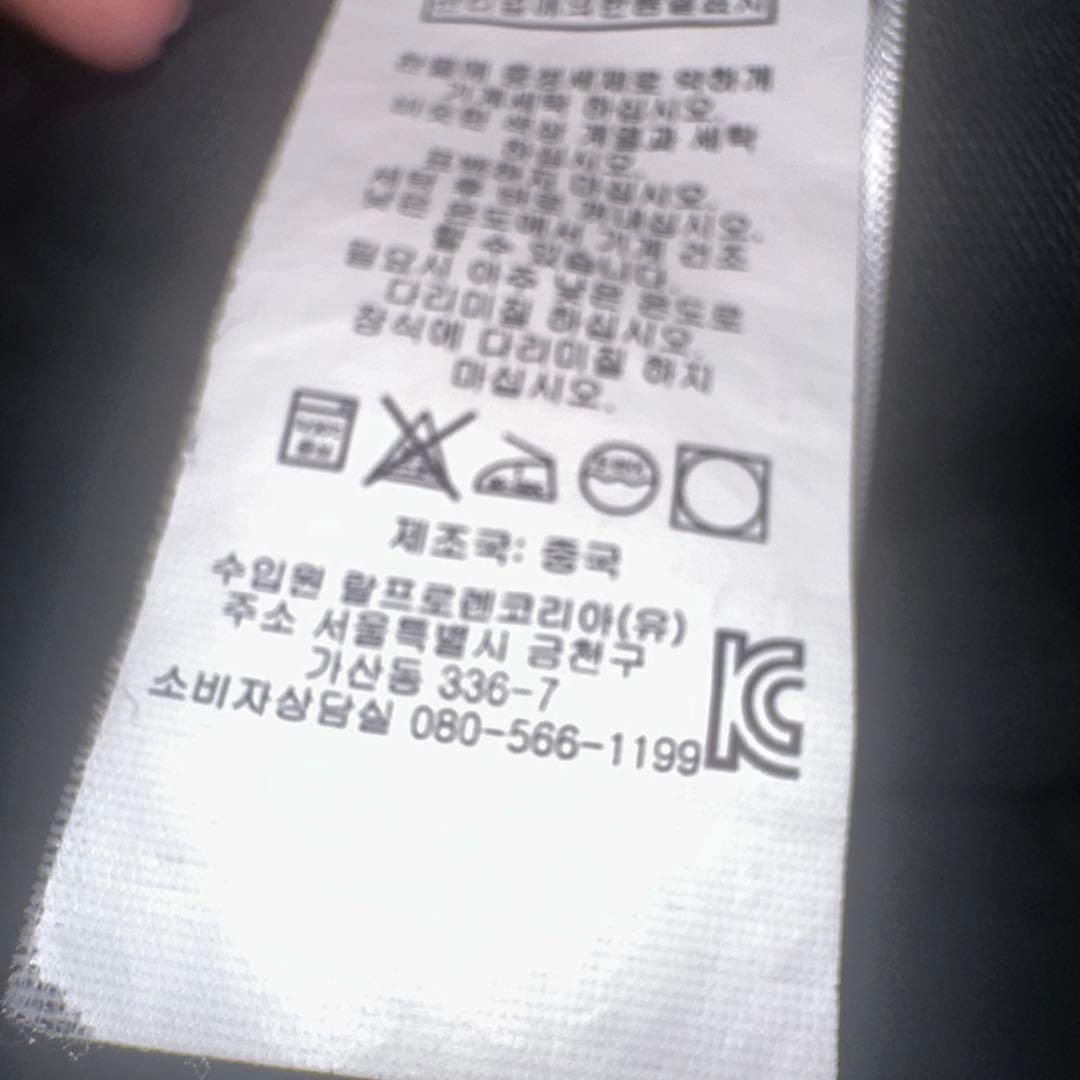 찬물에 중성세제로 약하게
기계세탁 하십시오.
비슷한 색상 계열과 세탁
하십시오.
표백하지 마십시오.
세탁 후 바로 꺼내십시오.
낮은 온도에서 기계 건조
할 수 있습니다.
필요시 아주 낮은 온도로
다리미질 하십시오.
장식에 다리미질 하지
마십시오.
제조국: 중국
수입원 랄프로렌코리아(유)
주소 서울특별시 금천구
가산동 336-7
소비자상담실 080-566-1199
KC